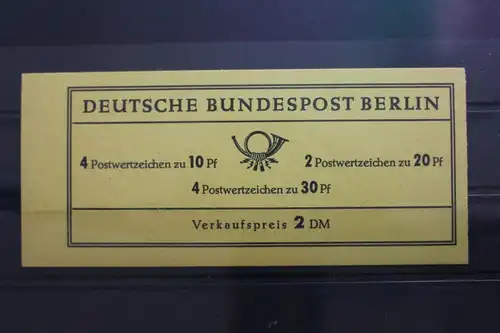 DEUTSCHE BUNDESPOST BERLIN
4 Postwertzeichen zu 10 Pf 2 Postwertzeichen zu 20 Pf
4 Postwertzeichen zu 30 Pf
Verkaufspreis 2 DM